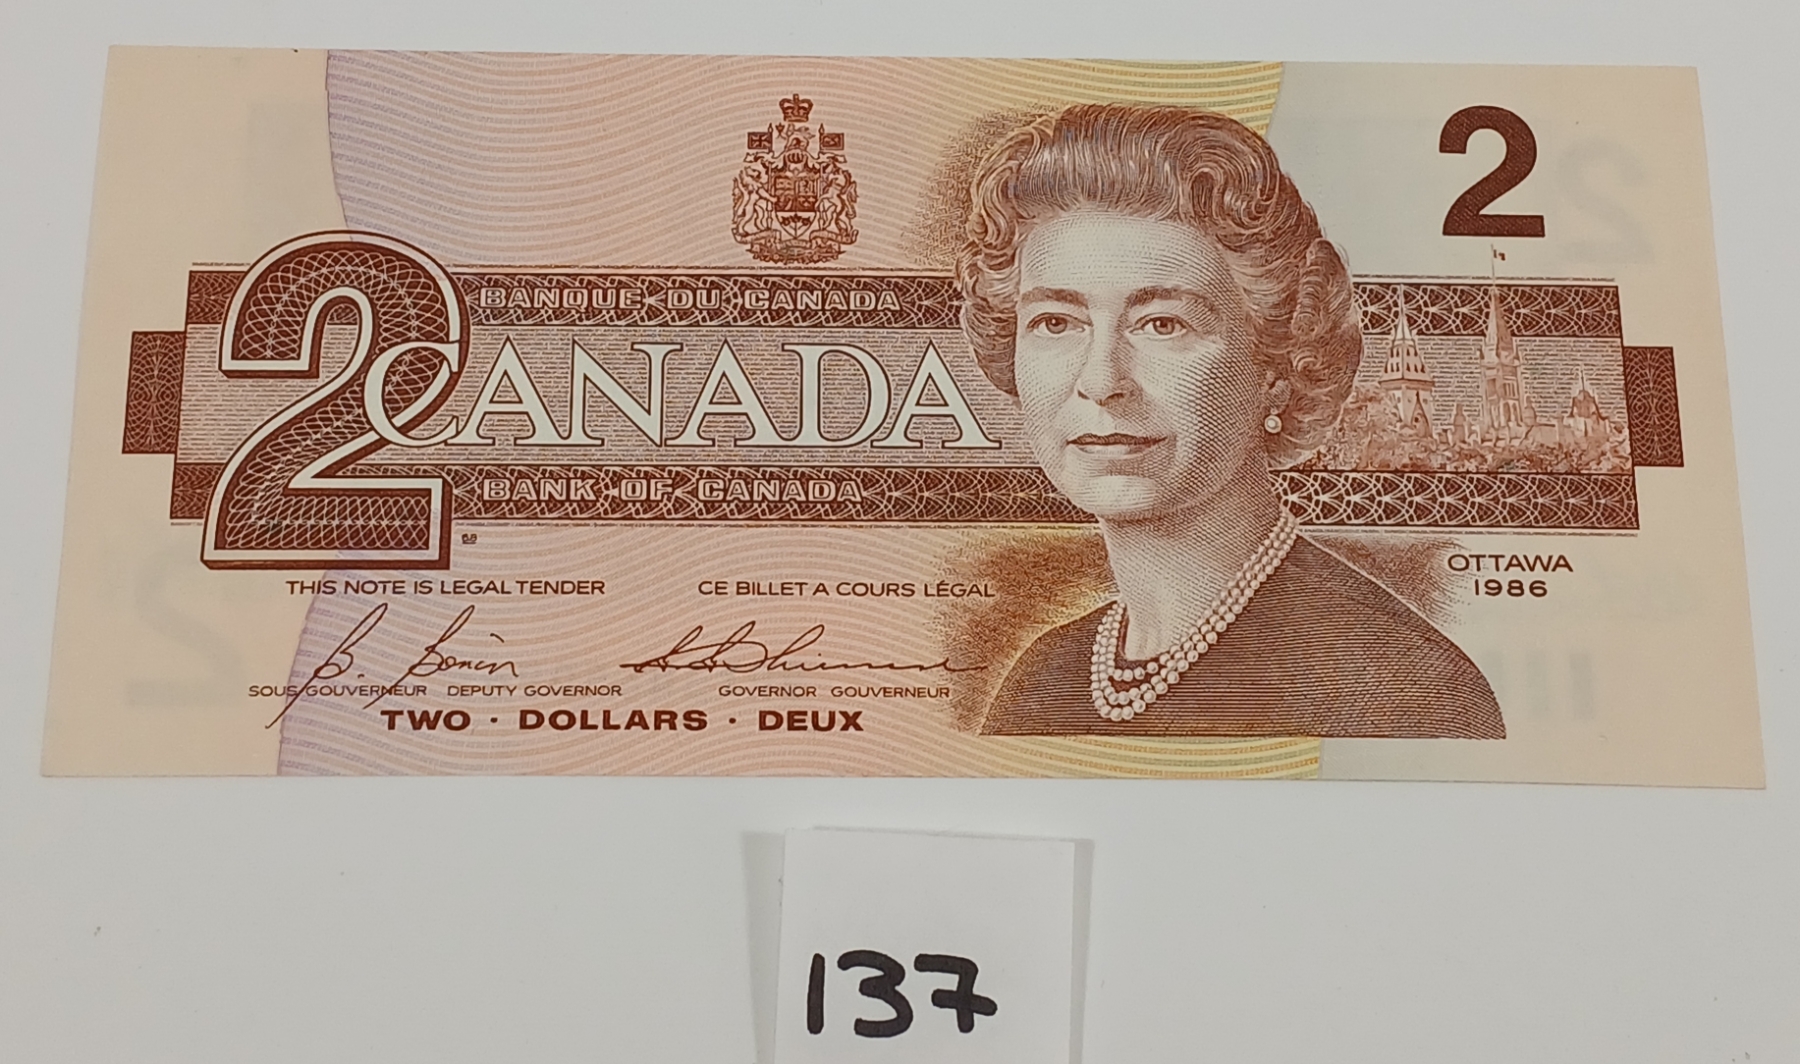 2
BANQUE DU CANADA
2
CANADA
BANK OF CANADA
THIS NOTE IS LEGAL TENDER
CE BILLET A COURS LÉGAL
OTTAWA
1986
B. Bonin
SOUS GOUVERNEUR DEPUTY GOVERNOR
GOVERNOR GOUVERNEUR
TWO · DOLLARS · DEUX
137